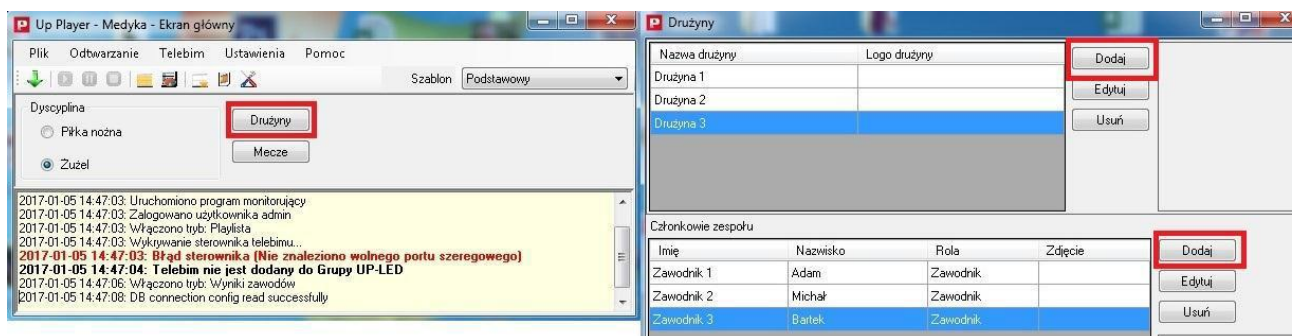 Up Player - Medyka - Ekran główny
Plik Odtwarzanie Telebim Ustawienia Pomoc
Szablon Podstawowy
Dyscyplina
Piłka nożna
Żużel
Drużyny
Mecze
2017-01-05 14:47:03: Uruchomiono program monitorujący
2017-01-05 14:47:03: Zalogowano użytkownika admin
2017-01-05 14:47:03: Włączono tryb: Playlista
2017-01-05 14:47:03: Wykrywanie sterownika telebimu...
2017-01-05 14:47:03: Błąd sterownika (Nie znaleziono wolnego portu szeregowego)
2017-01-05 14:47:04: Telebim nie jest dodany do Grupy UP-LED
2017-01-05 14:47:06: Włączono tryb: Wyniki zawodów
2017-01-05 14:47:08: DB connection config read successfully
Drużyny
Nazwa drużyny Logo drużyny
Drużyna 1
Drużyna 2
Drużyna 3
Dodaj
Edytuj
Usuń
Członkowie zespołu
Imię Nazwisko Rola Zdjęcie
Zawodnik 1 Adam Zawodnik
Zawodnik 2 Michał Zawodnik
Zawodnik 3 Bartek Zawodnik
Dodaj
Edytuj
Usuń